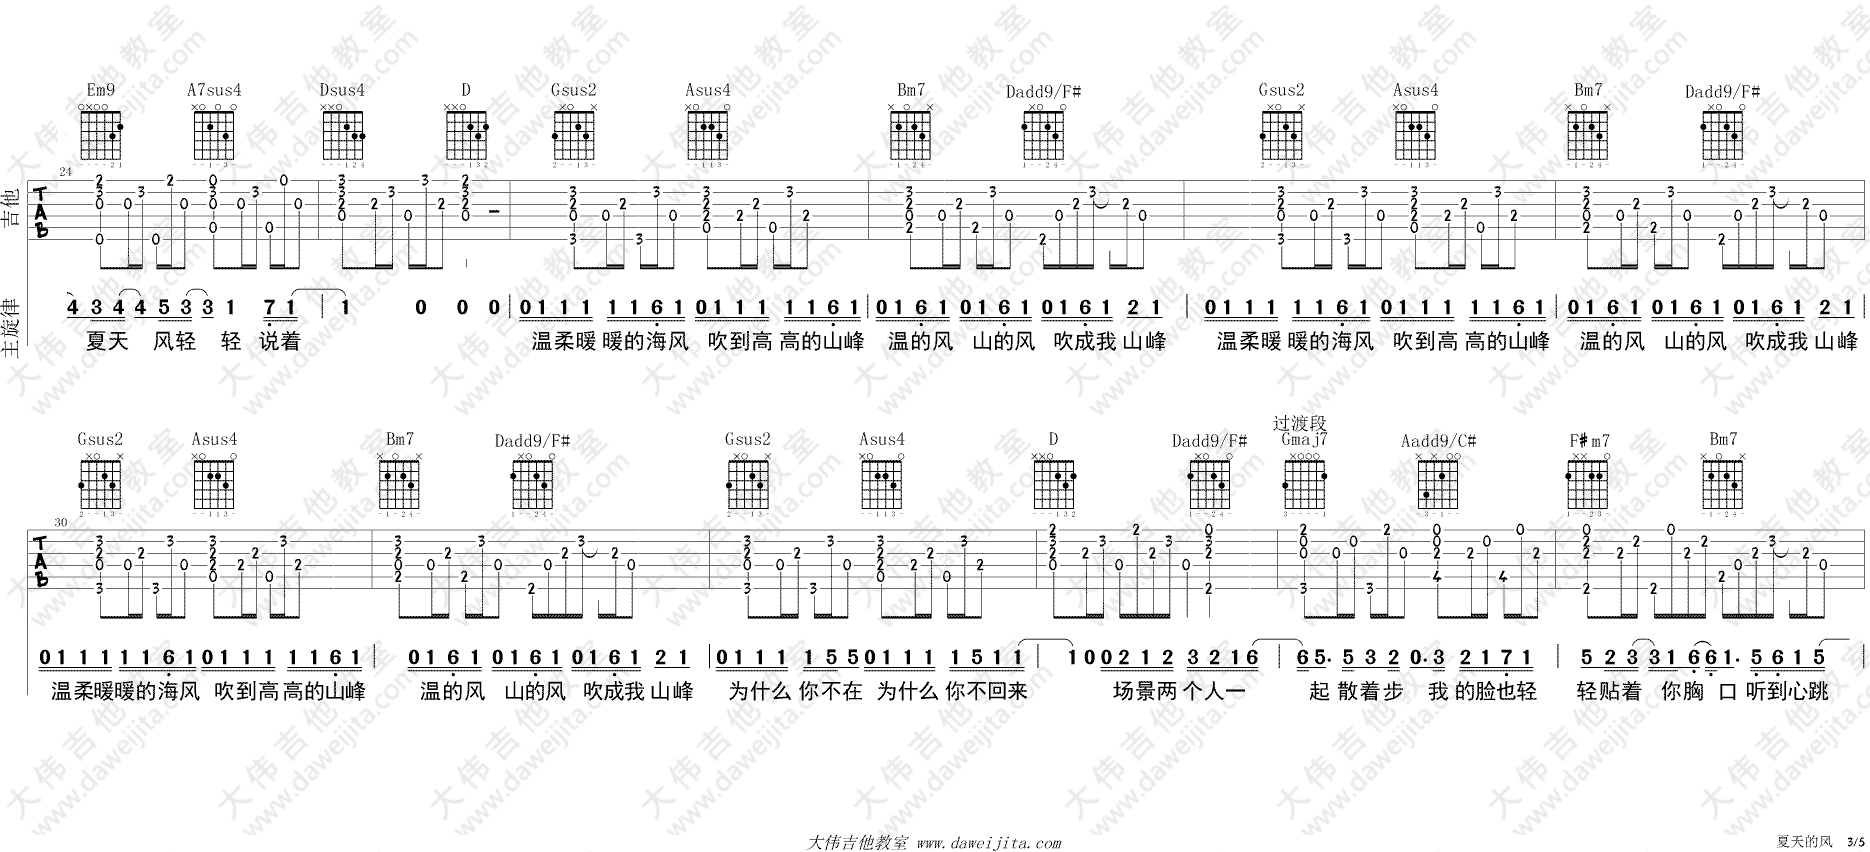 Em9 A7sus4 Dsus4 D Gsus2 Asus4 Bm7 Dadd9/F# Gsus2 Asus4 Bm7 Dadd9/F#
24
吉他 TAB
主旋律 4 3 4 4 5 3 3 1 7 1 | 1 0 0 0 | 0 1 1 1 1 1 6 1 0 1 1 1 1 1 6 1 | 0 1 6 1 0 1 6 1 0 1 6 1 2 1 | 0 1 1 1 1 1 6 1 0 1 1 1 1 1 6 1 | 0 1 6 1 0 1 6 1 0 1 6 1 2 1
夏天 风轻 轻 说着 温柔暖 暖的海风 吹到高 高的山峰 温的风 山的风 吹成我 山峰 温柔暖 暖的海风 吹到高 高的山峰 温的风 山的风 吹成我 山峰
过渡段
Gsus2 Asus4 Bm7 Dadd9/F# Gsus2 Asus4 D Dadd9/F# Gmaj7 Aadd9/C# F#m7 Bm7
30
TAB
0 1 1 1 1 1 6 1 0 1 1 1 1 1 6 1 | 0 1 6 1 0 1 6 1 0 1 6 1 2 1 | 0 1 1 1 1 5 5 0 1 1 1 1 5 1 1 | 1 0 0 2 1 2 3 2 1 6 | 6 5. 5 3 2 0. 3 2 1 7 1 | 5 2 3 3 1 6 6 1. 5 6 1 5
温柔暖暖的海风 吹到高高的山峰 温的风 山的风 吹成我 山峰 为什么 你不在 为什么 你不回来 场景两 个人一 起 散着步 我 的脸也轻 轻贴着 你胸 口 听到心跳
大伟吉他教室 www.daweijita.com
夏天的风 3/5